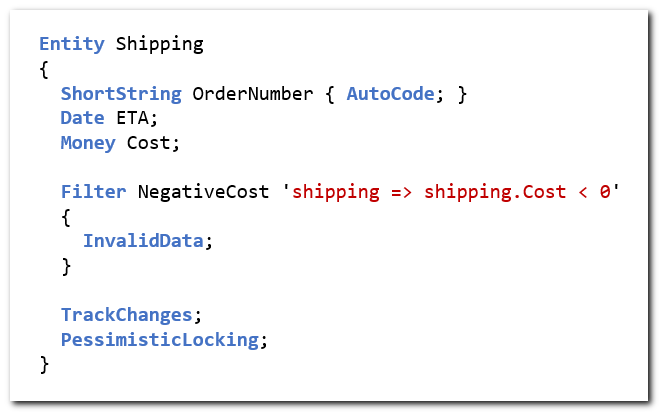 Entity Shipping
{
  ShortString OrderNumber { AutoCode; }
  Date ETA;
  Money Cost;

  Filter NegativeCost 'shipping => shipping.Cost < 0'
  {
    InvalidData;
  }

  TrackChanges;
  PessimisticLocking;
}